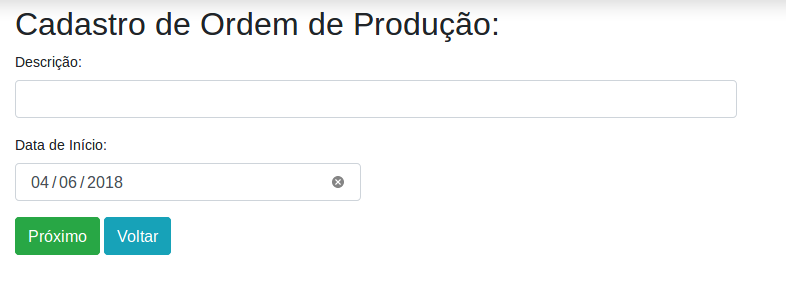 Cadastro de Ordem de Produção:
Descrição:
Data de Início:
04/06/2018
Próximo Voltar